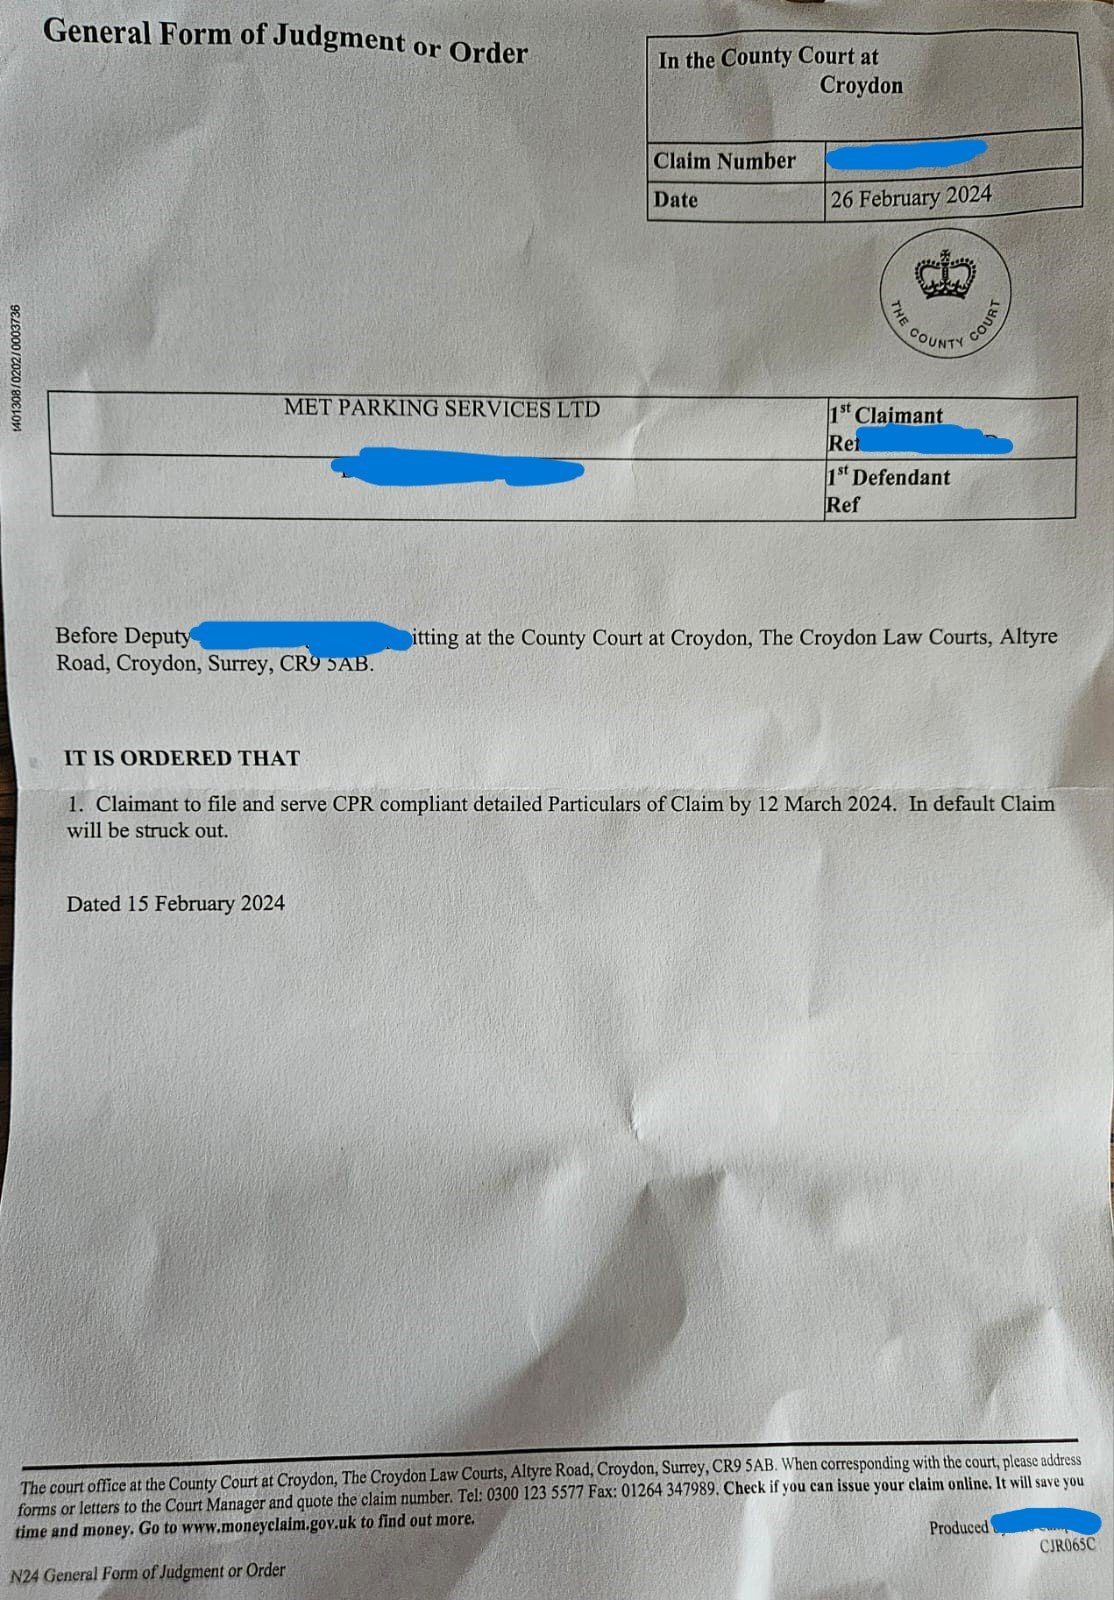 General Form of Judgment or Order
In the County Court at
Croydon
Claim Number
Date
26 February 2024
THE COUNTY COURT
t401308/0202/0003736
MET PARKING SERVICES LTD
1st Claimant
Ref
1st Defendant
Ref
Before Deputy itting at the County Court at Croydon, The Croydon Law Courts, Altyre
Road, Croydon, Surrey, CR9 5AB.
IT IS ORDERED THAT
1. Claimant to file and serve CPR compliant detailed Particulars of Claim by 12 March 2024. In default Claim
will be struck out.
Dated 15 February 2024
The court office at the County Court at Croydon, The Croydon Law Courts, Altyre Road, Croydon, Surrey, CR9 5AB. When corresponding with the court, please address
forms or letters to the Court Manager and quote the claim number. Tel: 0300 123 5577 Fax: 01264 347989. Check if you can issue your claim online. It will save you
time and money. Go to www.moneyclaim.gov.uk to find out more.
Produced
CJR065C
N24 General Form of Judgment or Order